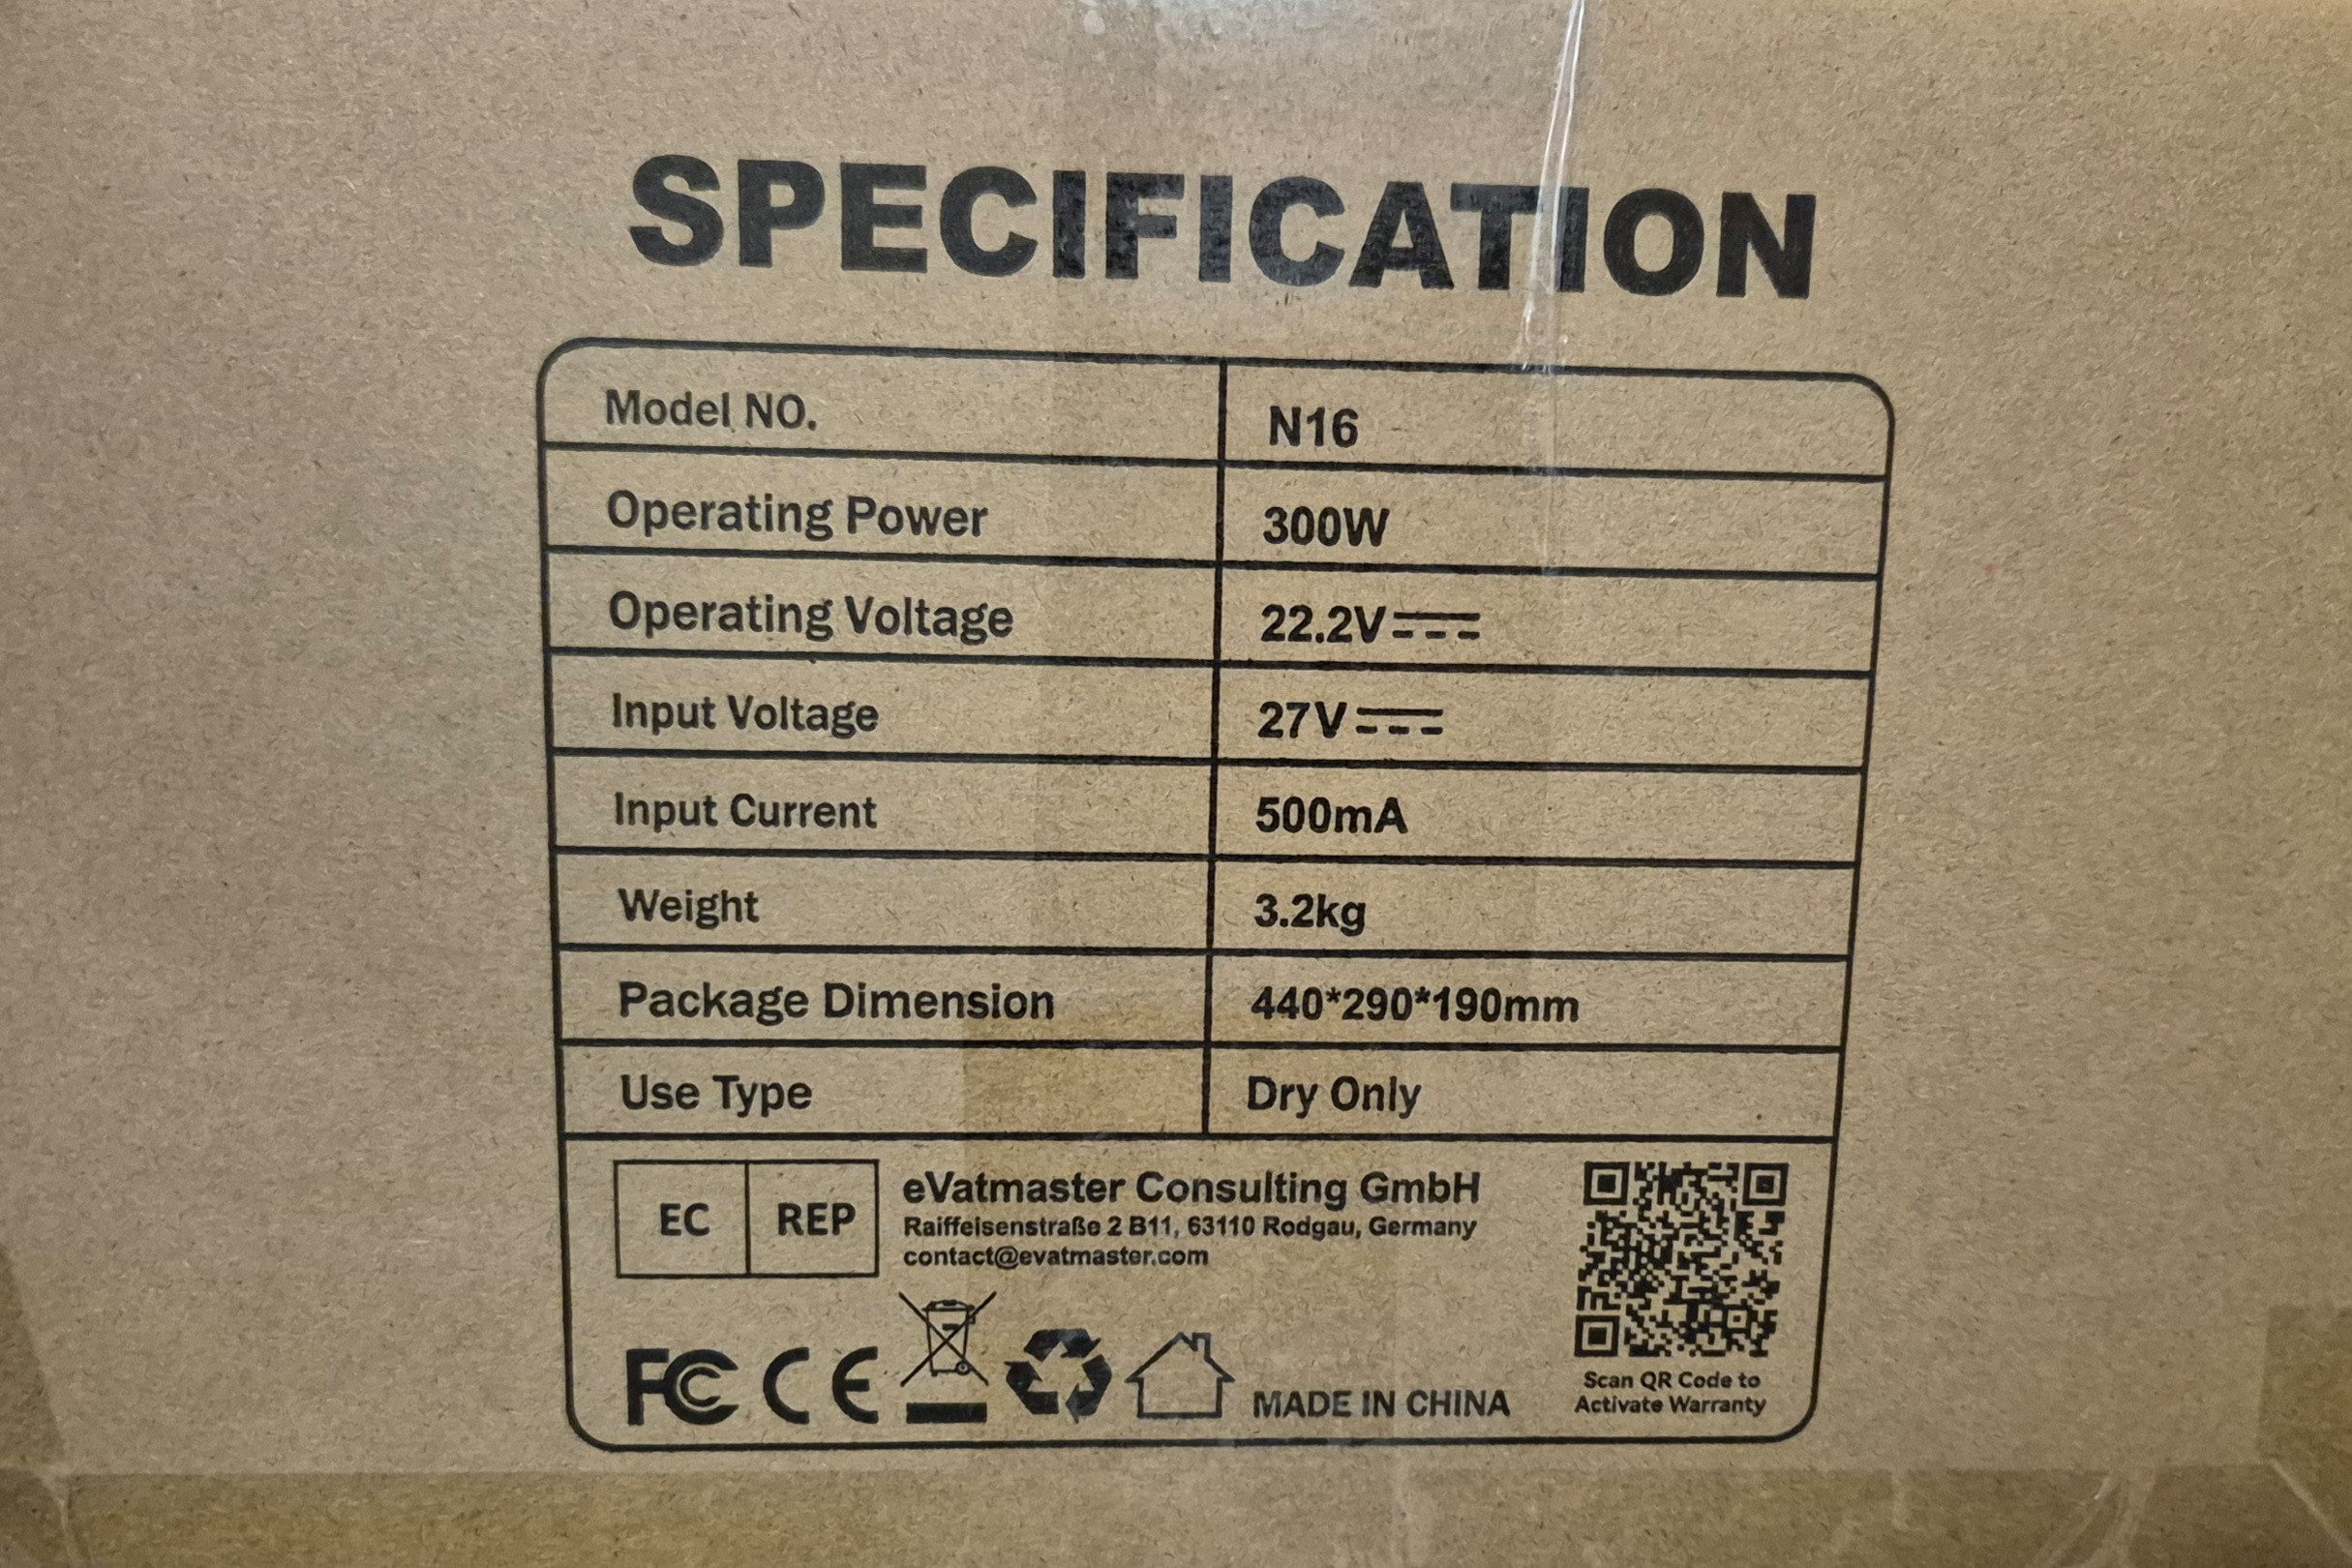 SPECIFICATION
Model NO. N16
Operating Power 300W
Operating Voltage 22.2V⎓
Input Voltage 27V⎓
Input Current 500mA
Weight 3.2kg
Package Dimension 440*290*190mm
Use Type Dry Only
EC REP
eVatmaster Consulting GmbH
Raiffeisenstraße 2 B11, 63110 Rodgau, Germany
contact@evatmaster.com
FC CE MADE IN CHINA
Scan QR Code to
Activate Warranty